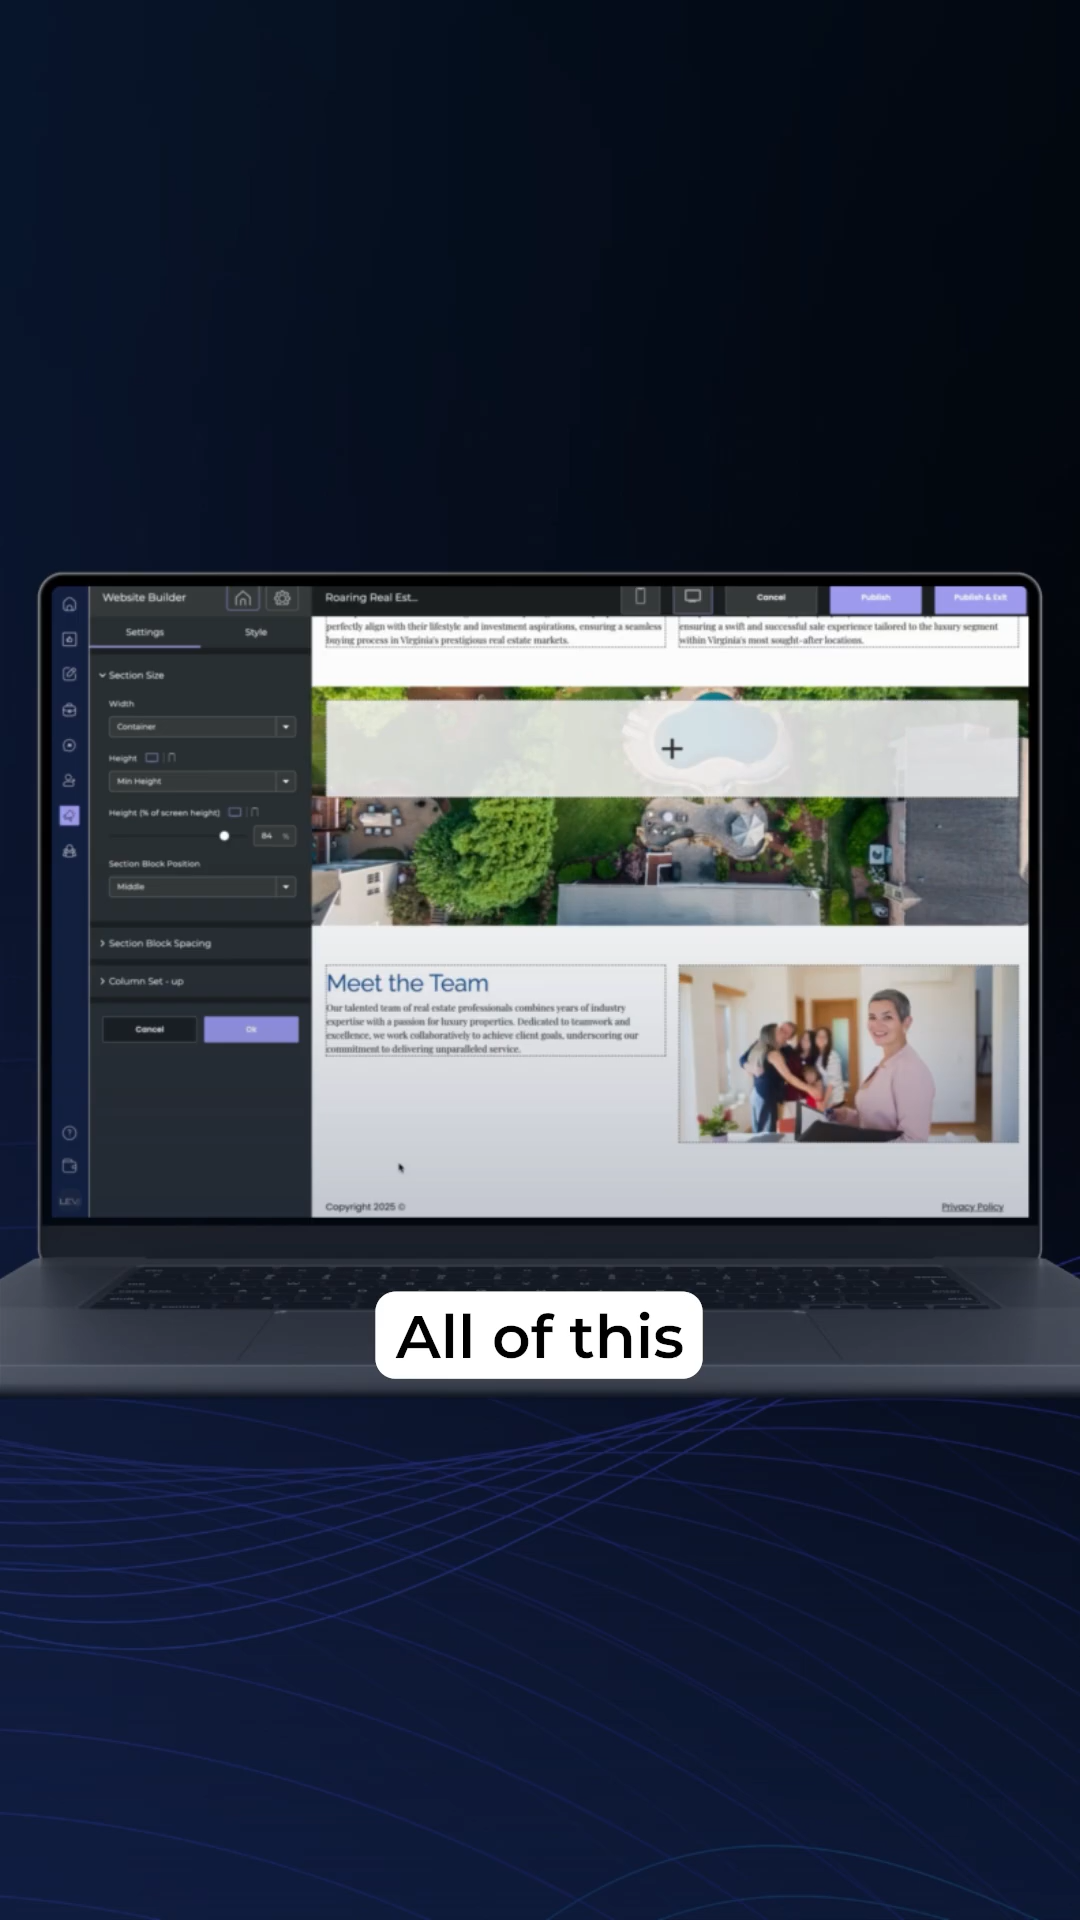 Website Builder
Roaring Real Est...
Cancel
Publish
Publish & Exit
Settings
Style
perfectly align with their lifestyle and investment aspirations, ensuring a seamless
buying process in Virginia's prestigious real estate markets.
ensuring a swift and successful sale experience tailored to the luxury segment
within Virginia's most sought-after locations.
Section Size
Width
Container
Height
Min Height
Height (% of screen height)
84 %
Section Block Position
Middle
Section Block Spacing
Column Set - up
Cancel
Ok
Meet the Team
Our talented team of real estate professionals combines years of industry
expertise with a passion for luxury properties. Dedicated to teamwork and
excellence, we work collaboratively to achieve client goals, underscoring our
commitment to delivering unparalleled service.
Copyright 2025 ©
Privacy Policy
All of this